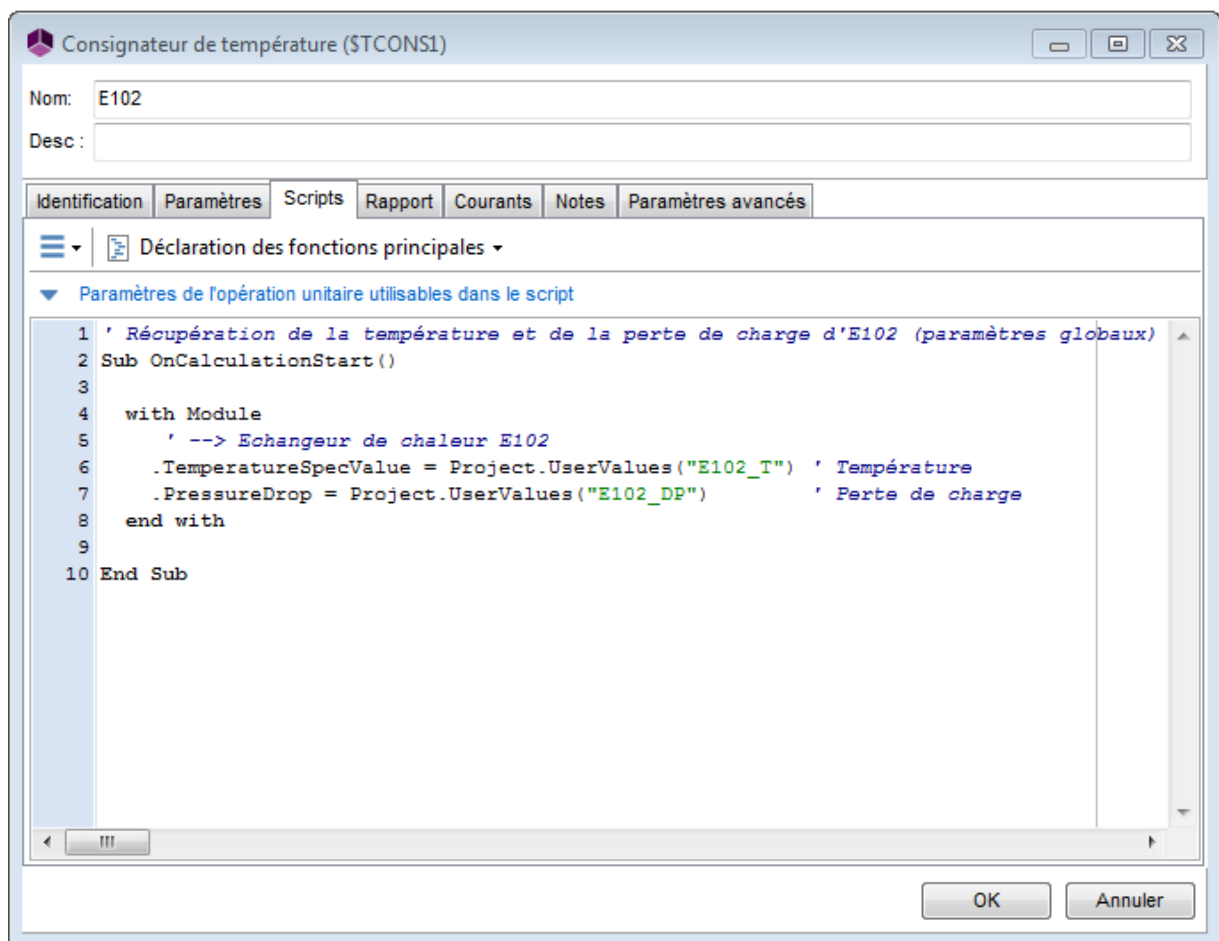 Consignateur de température ($TCONS1)
Nom: E102
Desc :
Identification Paramètres Scripts Rapport Courants Notes Paramètres avancés
Déclaration des fonctions principales
Paramètres de l'opération unitaire utilisables dans le script
1 ' Récupération de la température et de la perte de charge d'E102 (paramètres globaux)
2 Sub OnCalculationStart()
3
4 with Module
5 ' --> Echangeur de chaleur E102
6 .TemperatureSpecValue = Project.UserValues("E102_T") ' Température
7 .PressureDrop = Project.UserValues("E102_DP") ' Perte de charge
8 end with
9
10 End Sub
OK Annuler